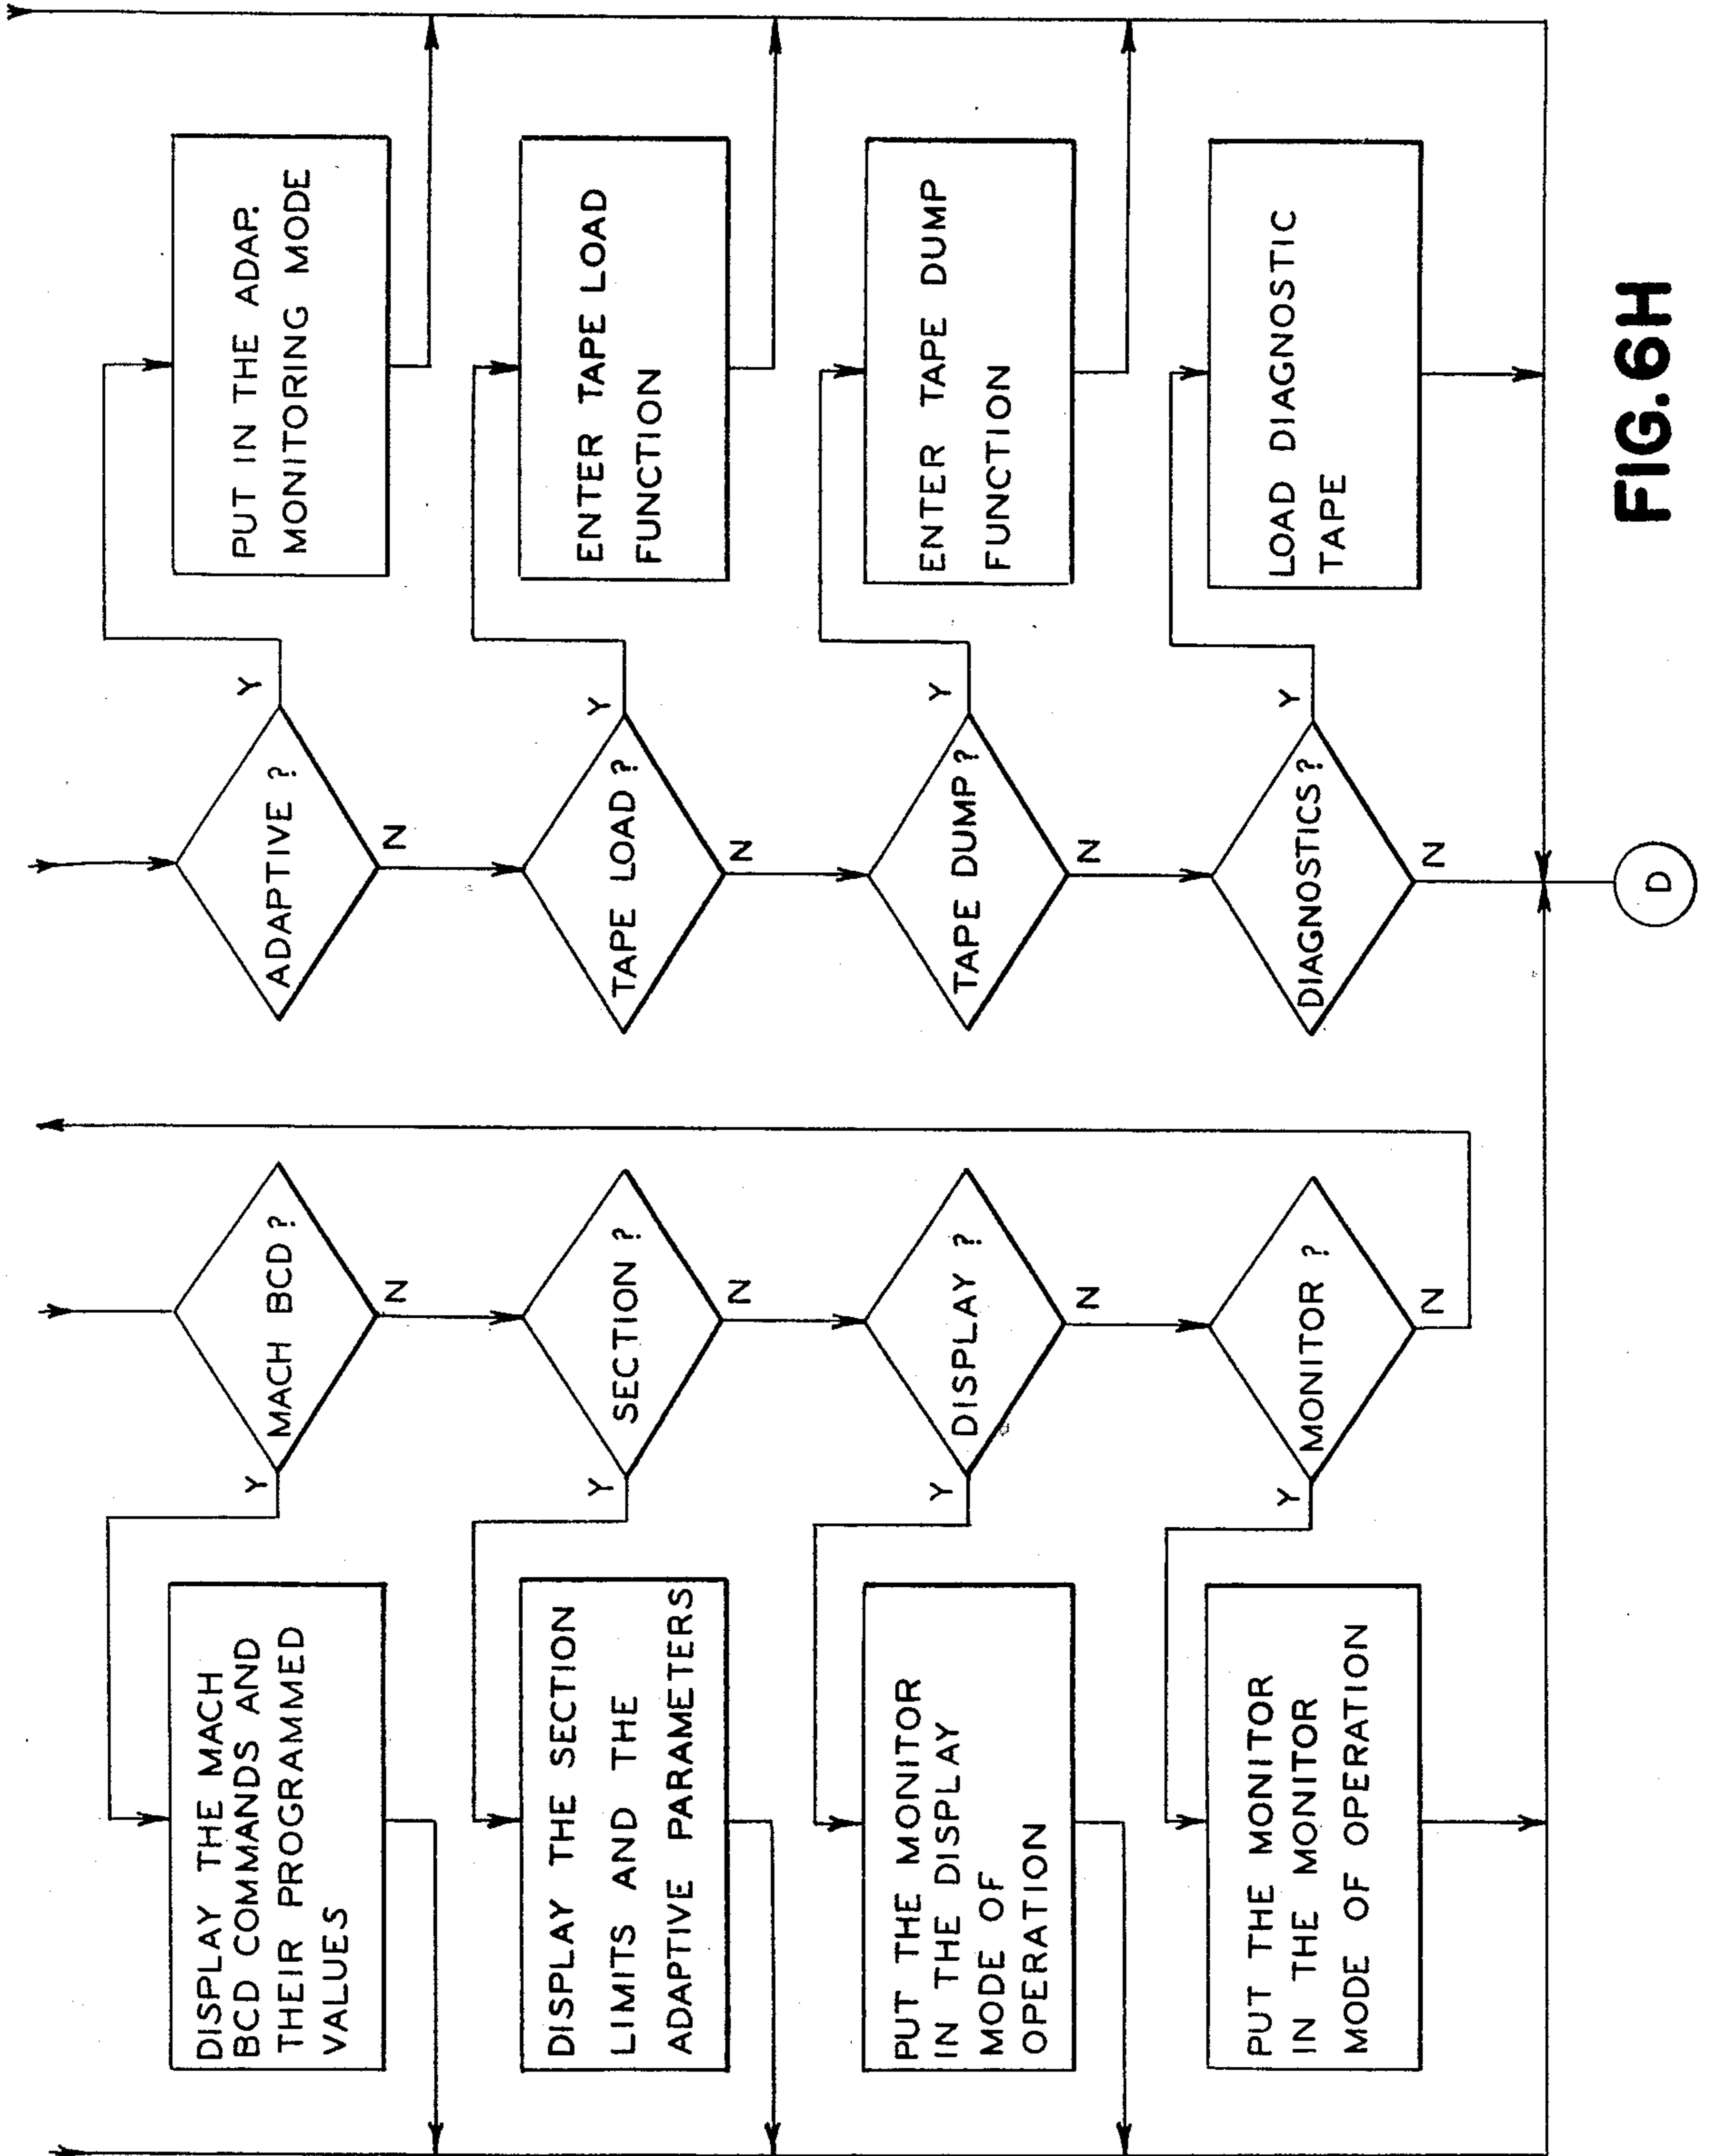 DISPLAY THE MACH
BCD COMMANDS AND
THEIR PROGRAMMED
VALUES
Y
MACH BCD ?
N
DISPLAY THE SECTION
LIMITS AND THE
ADAPTIVE PARAMETERS
Y
SECTION ?
N
PUT THE MONITOR
IN THE DISPLAY
MODE OF
OPERATION
Y
DISPLAY ?
N
PUT THE MONITOR
IN THE MONITOR
MODE OF OPERATION
Y
MONITOR ?
N
ADAPTIVE ?
Y
N
PUT IN THE ADAP.
MONITORING MODE
TAPE LOAD ?
Y
N
ENTER TAPE LOAD
FUNCTION
TAPE DUMP ?
Y
N
ENTER TAPE DUMP
FUNCTION
DIAGNOSTICS ?
Y
N
LOAD DIAGNOSTIC
TAPE
D
FIG. 6H